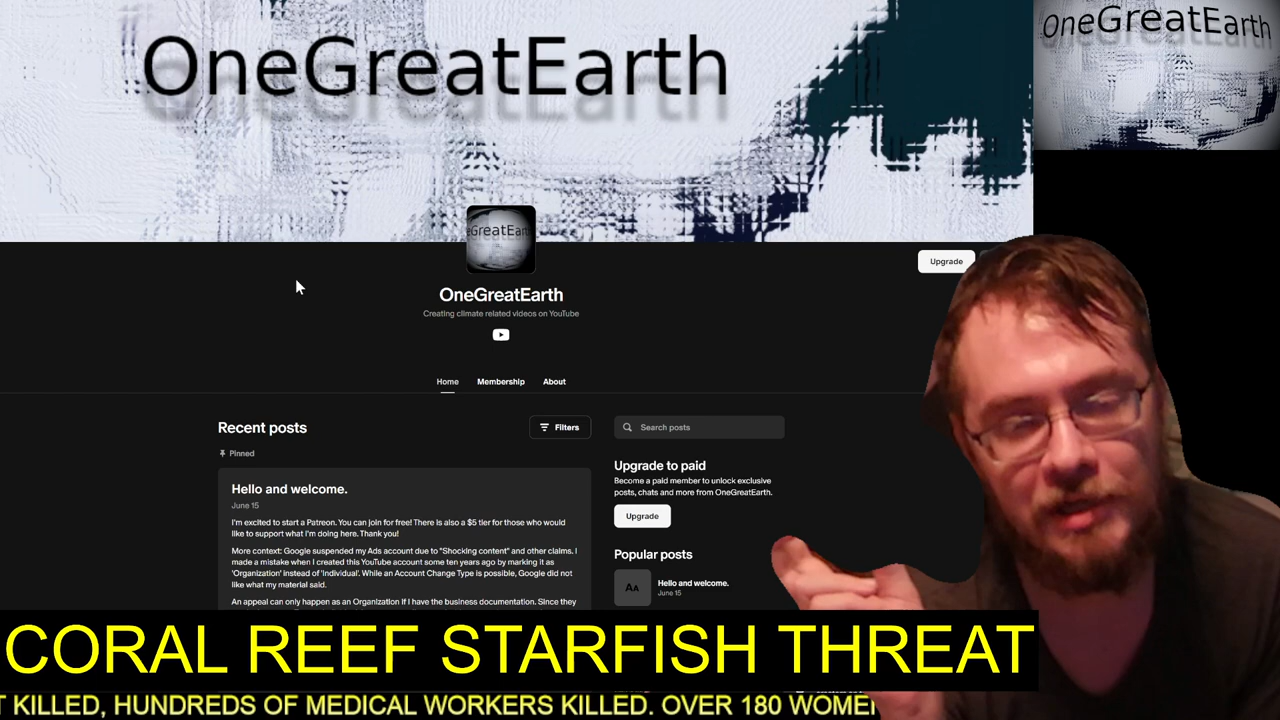 OneGreatEarth
OneGreatEarth
GreatEart
Upgrade
OneGreatEarth
Creating climate related videos on YouTube
Home Membership About
Recent posts
Filters
Search posts
Pinned
Hello and welcome.
June 15
I'm excited to start a Patreon. You can join for free! There is also a $5 tier for those who would
like to support what I'm doing here. Thank you!
More context: Google suspended my Ads account due to "Shocking content" and other claims. I
made a mistake when I created this YouTube account some ten years ago by marking it as
'Organization' instead of 'Individual'. While an Account Change Type is possible, Google did not
like what my material said.
An appeal can only happen as an Organization if I have the business documentation. Since they
Upgrade to paid
Become a paid member to unlock exclusive
posts, chats and more from OneGreatEarth.
Upgrade
Popular posts
AA
Hello and welcome.
June 15
CORAL REEF STARFISH THREAT
T KILLED, HUNDREDS OF MEDICAL WORKERS KILLED. OVER 180 WOMEN